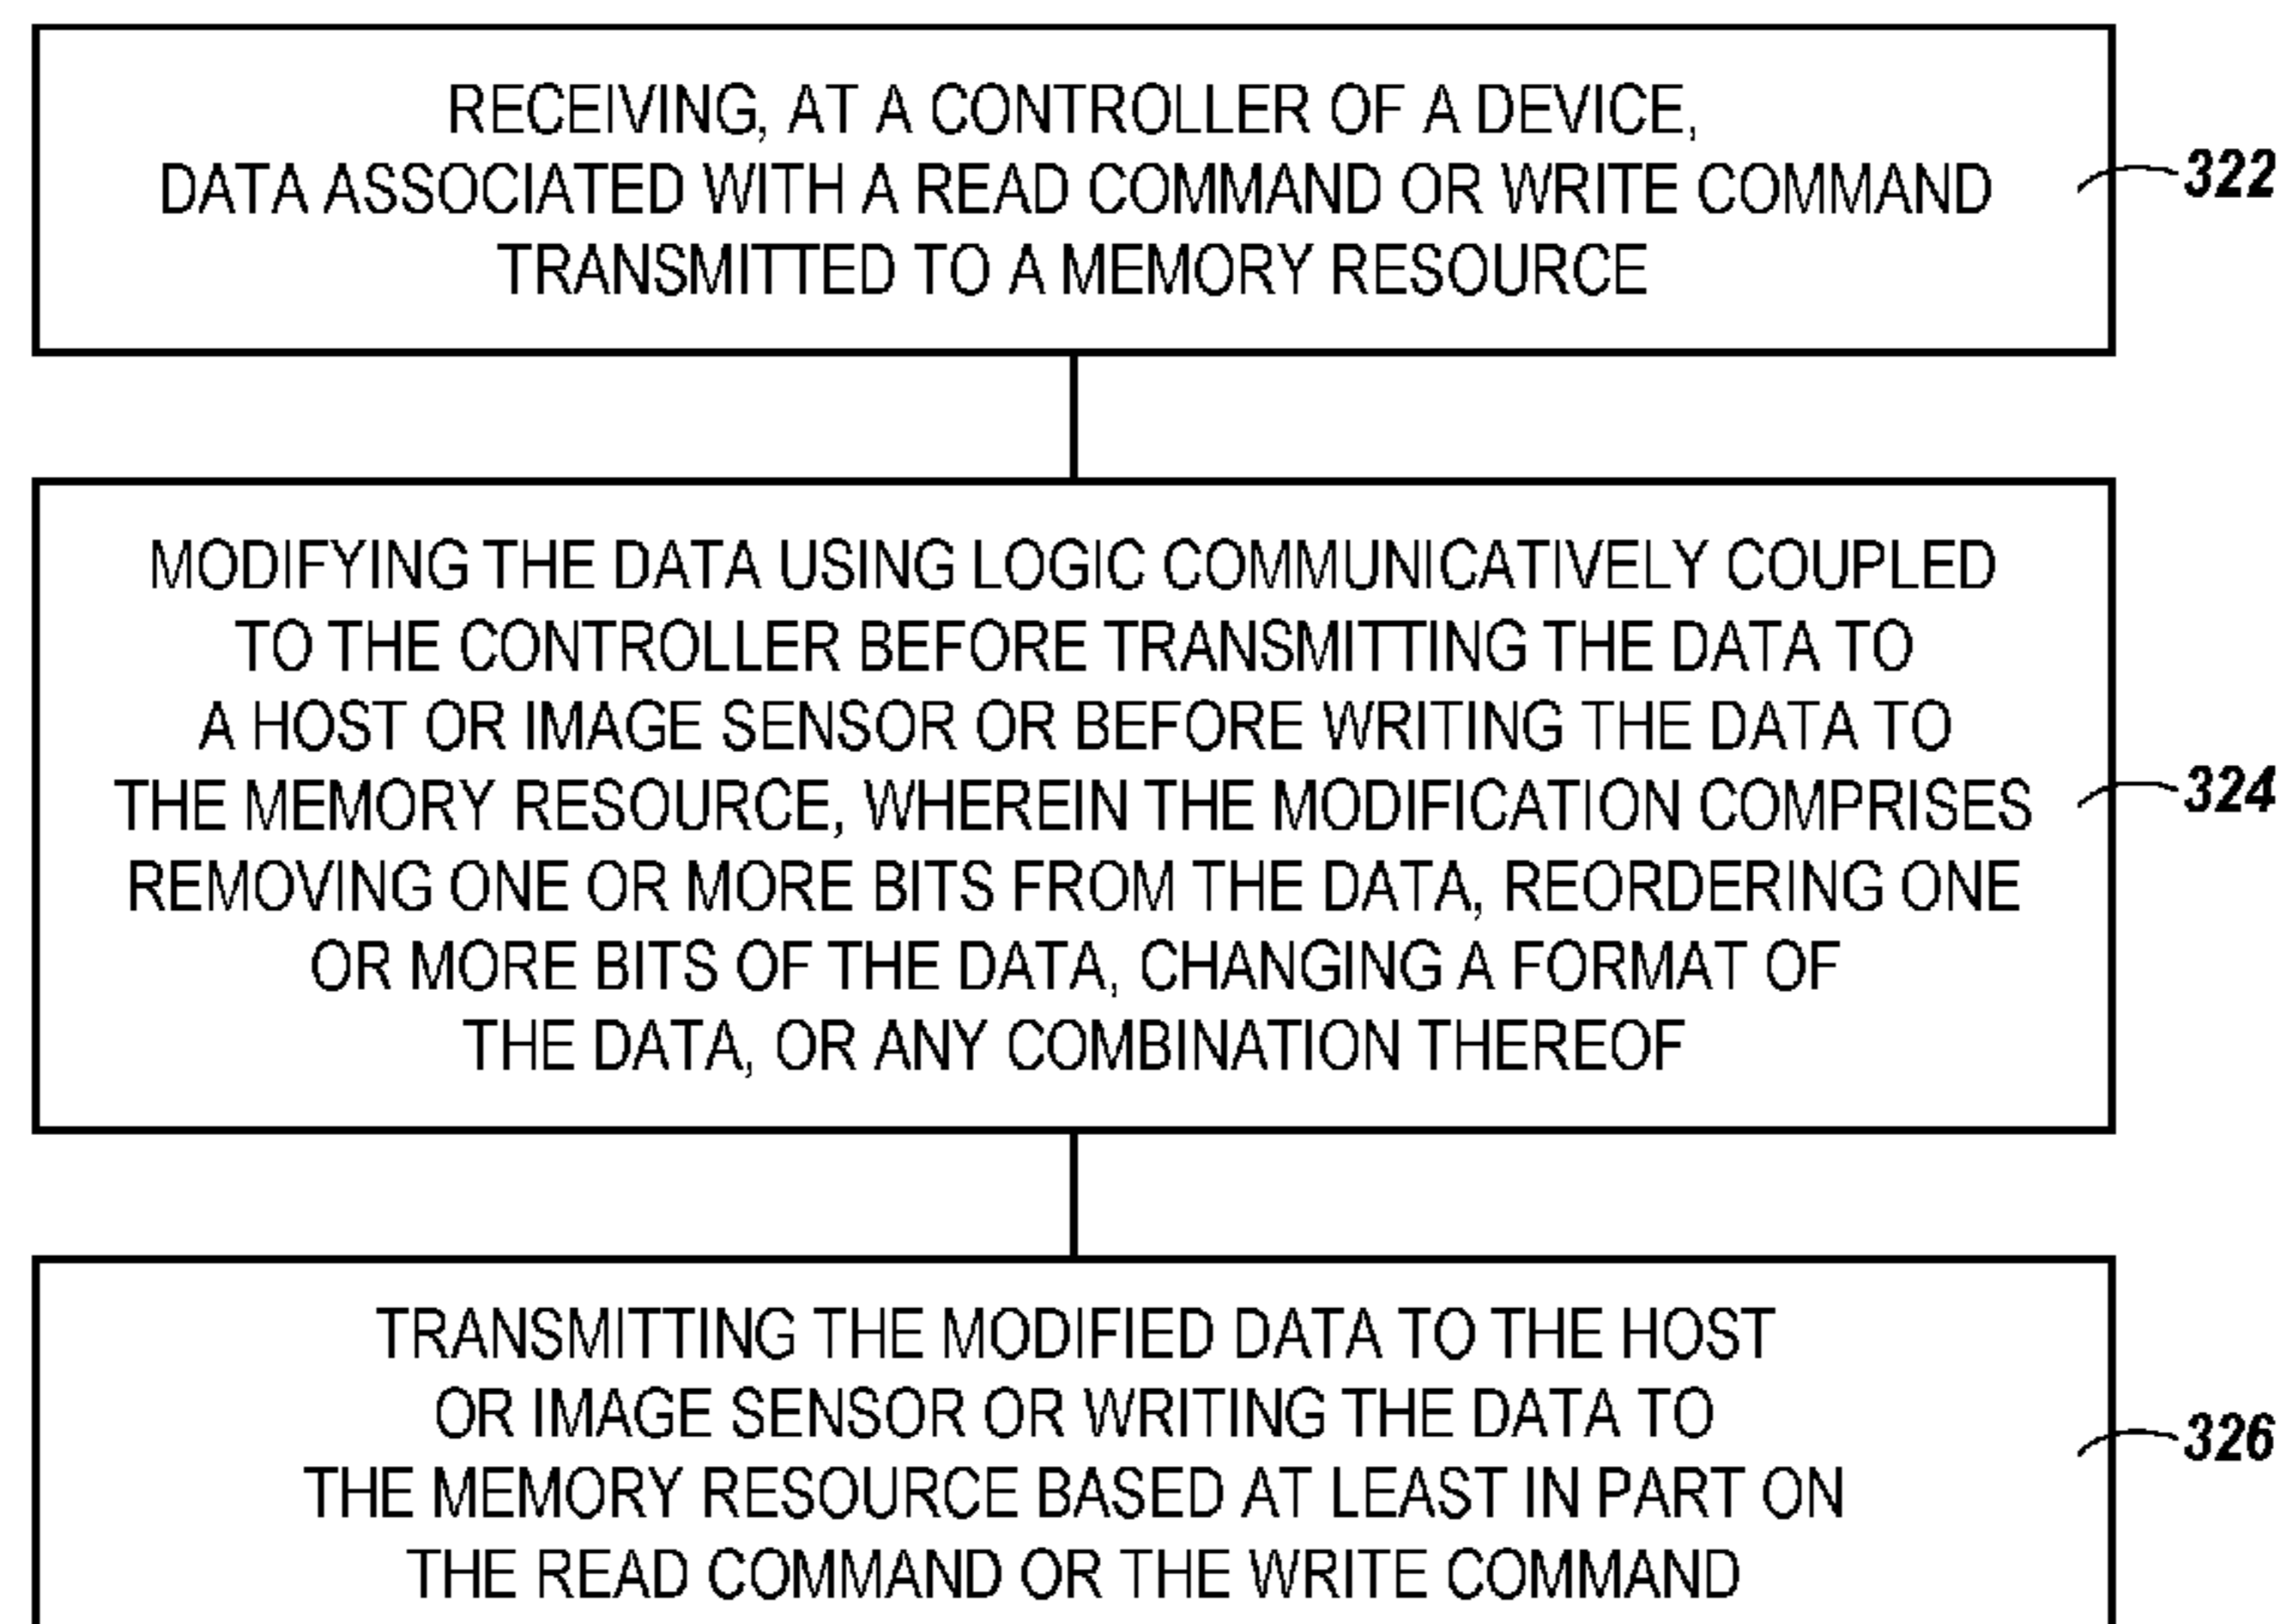 RECEIVING, AT A CONTROLLER OF A DEVICE,
DATA ASSOCIATED WITH A READ COMMAND OR WRITE COMMAND
TRANSMITTED TO A MEMORY RESOURCE
322
MODIFYING THE DATA USING LOGIC COMMUNICATIVELY COUPLED
TO THE CONTROLLER BEFORE TRANSMITTING THE DATA TO
A HOST OR IMAGE SENSOR OR BEFORE WRITING THE DATA TO
THE MEMORY RESOURCE, WHEREIN THE MODIFICATION COMPRISES
REMOVING ONE OR MORE BITS FROM THE DATA, REORDERING ONE
OR MORE BITS OF THE DATA, CHANGING A FORMAT OF
THE DATA, OR ANY COMBINATION THEREOF
324
TRANSMITTING THE MODIFIED DATA TO THE HOST
OR IMAGE SENSOR OR WRITING THE DATA TO
THE MEMORY RESOURCE BASED AT LEAST IN PART ON
THE READ COMMAND OR THE WRITE COMMAND
326